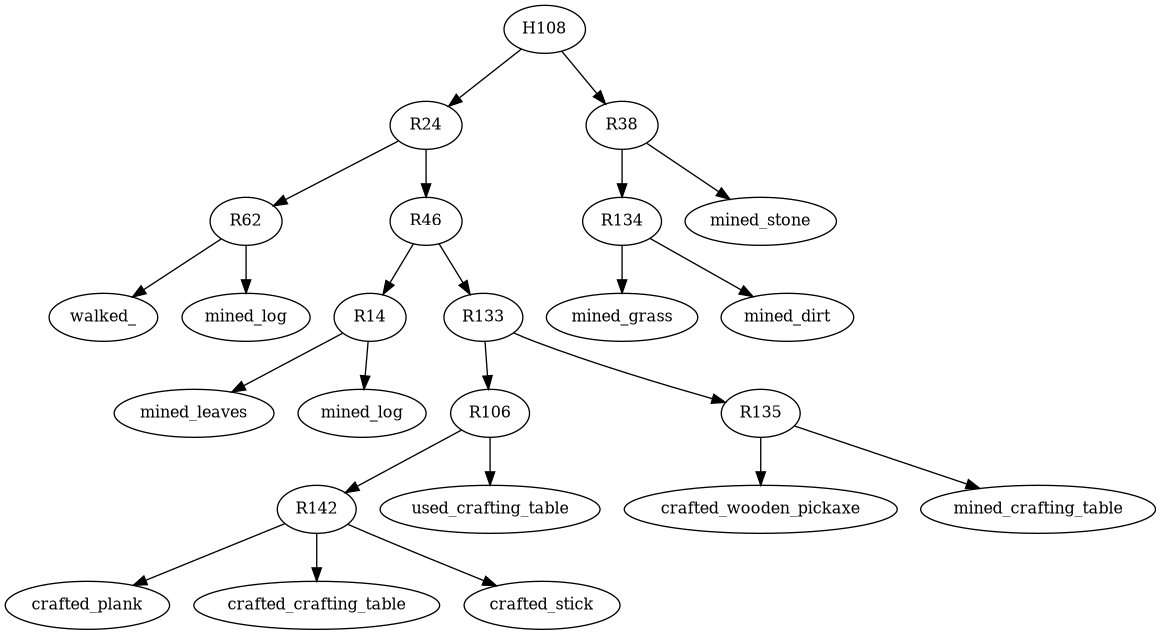 H108
R24
R38
R62
R46
R134
mined_stone
walked_
mined_log
R14
R133
mined_grass
mined_dirt
mined_leaves
mined_log
R106
R135
R142
used_crafting_table
crafted_wooden_pickaxe
mined_crafting_table
crafted_plank
crafted_crafting_table
crafted_stick